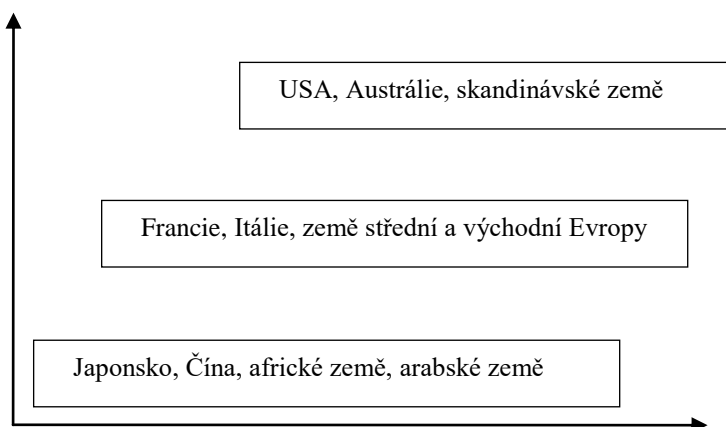 USA, Austrálie, skandinávské země
Francie, Itálie, země střední a východní Evropy
Japonsko, Čína, africké země, arabské země